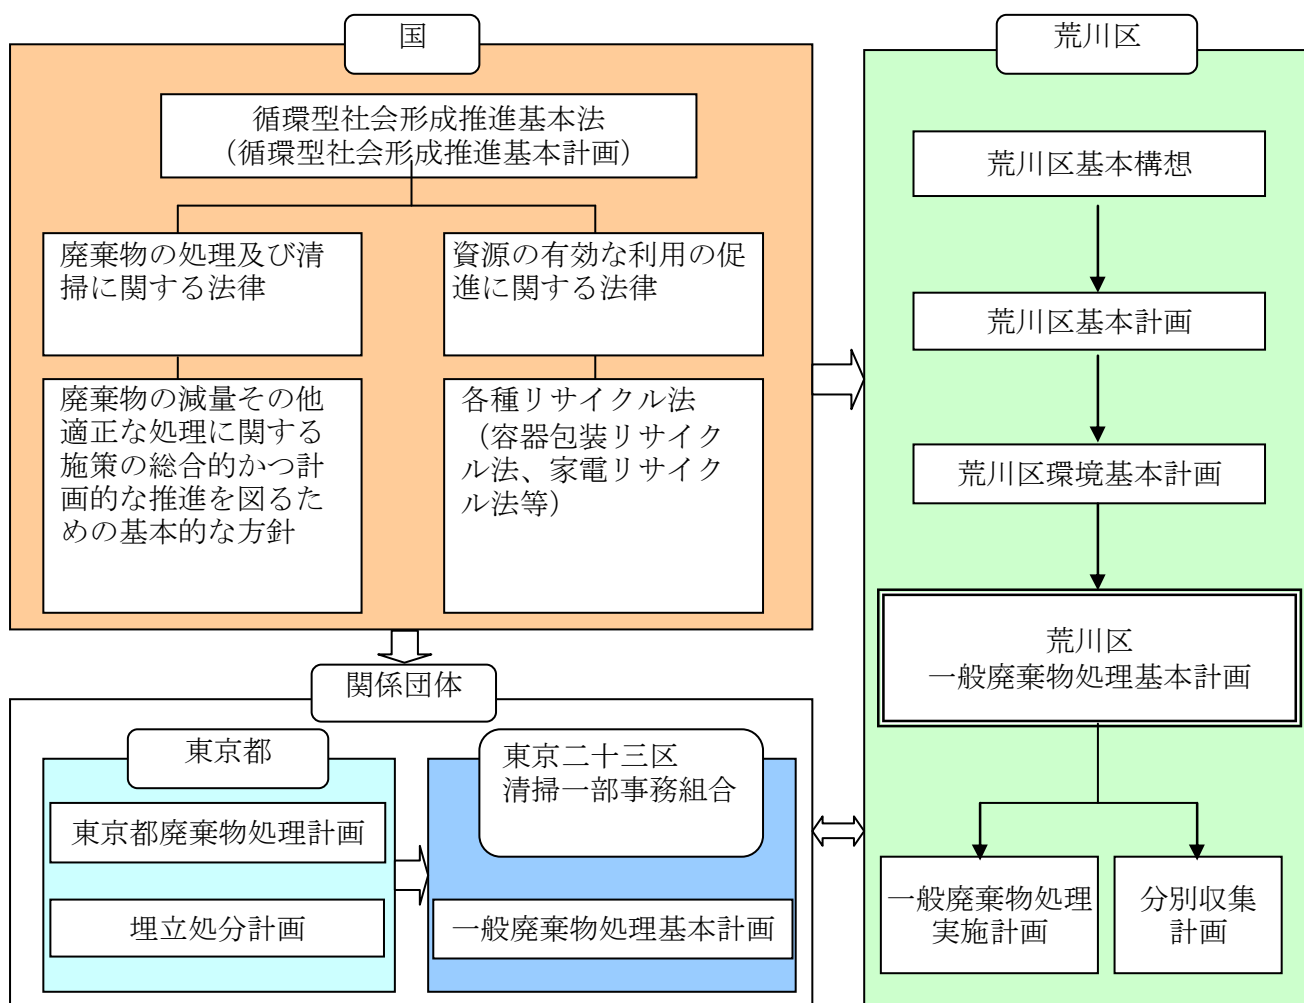 国
循環型社会形成推進基本法
（循環型社会形成推進基本計画）
廃棄物の処理及び清
掃に関する法律
資源の有効な利用の促
進に関する法律
廃棄物の減量その他
適正な処理に関する
施策の総合的かつ計
画的な推進を図るた
めの基本的な方針
各種リサイクル法
（容器包装リサイク
ル法、家電リサイク
ル法等）
関係団体
東京都
東京都廃棄物処理計画
埋立処分計画
東京二十三区
清掃一部事務組合
一般廃棄物処理基本計画
荒川区
荒川区基本構想
荒川区基本計画
荒川区環境基本計画
荒川区
一般廃棄物処理基本計画
一般廃棄物処理
実施計画
分別収集
計画